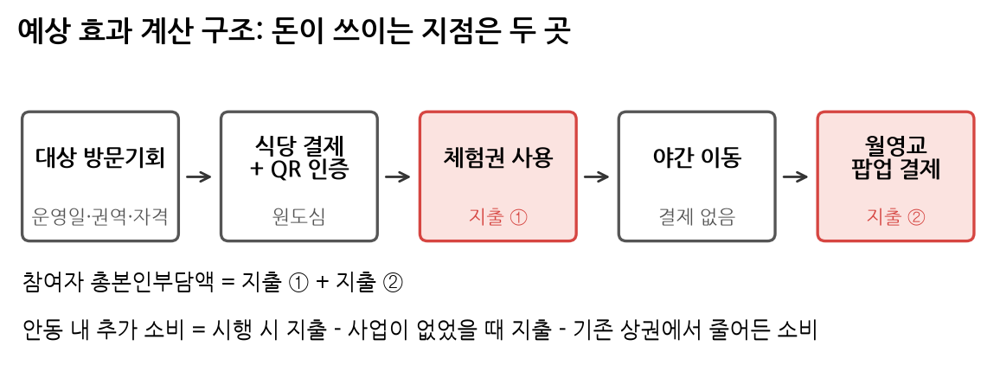 예상 효과 계산 구조: 돈이 쓰이는 지점은 두 곳
대상 방문기회
운영일·권역·자격
식당 결제
+ QR 인증
원도심
체험권 사용
지출 ①
야간 이동
결제 없음
월영교
팝업 결제
지출 ②
참여자 총본인부담액 = 지출 ① + 지출 ②
안동 내 추가 소비 = 시행 시 지출 - 사업이 없었을 때 지출 - 기존 상권에서 줄어든 소비